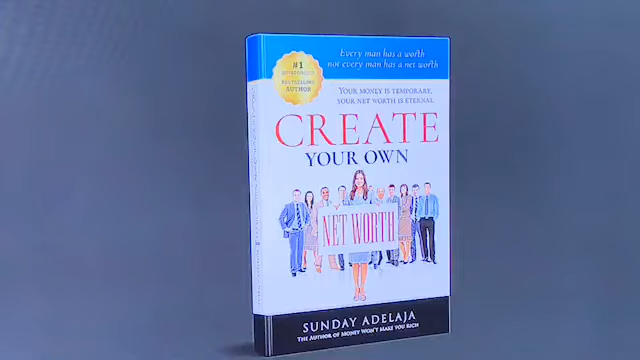 Every man has a worth
not every man has a net worth
#1
BESTSELLING
AUTHOR
YOUR MONEY IS TEMPORARY,
YOUR NET WORTH IS ETERNAL
CREATE
YOUR OWN
NET WORTH
SUNDAY ADELAJA
THE AUTHOR OF MONEY WON'T MAKE YOU RICH